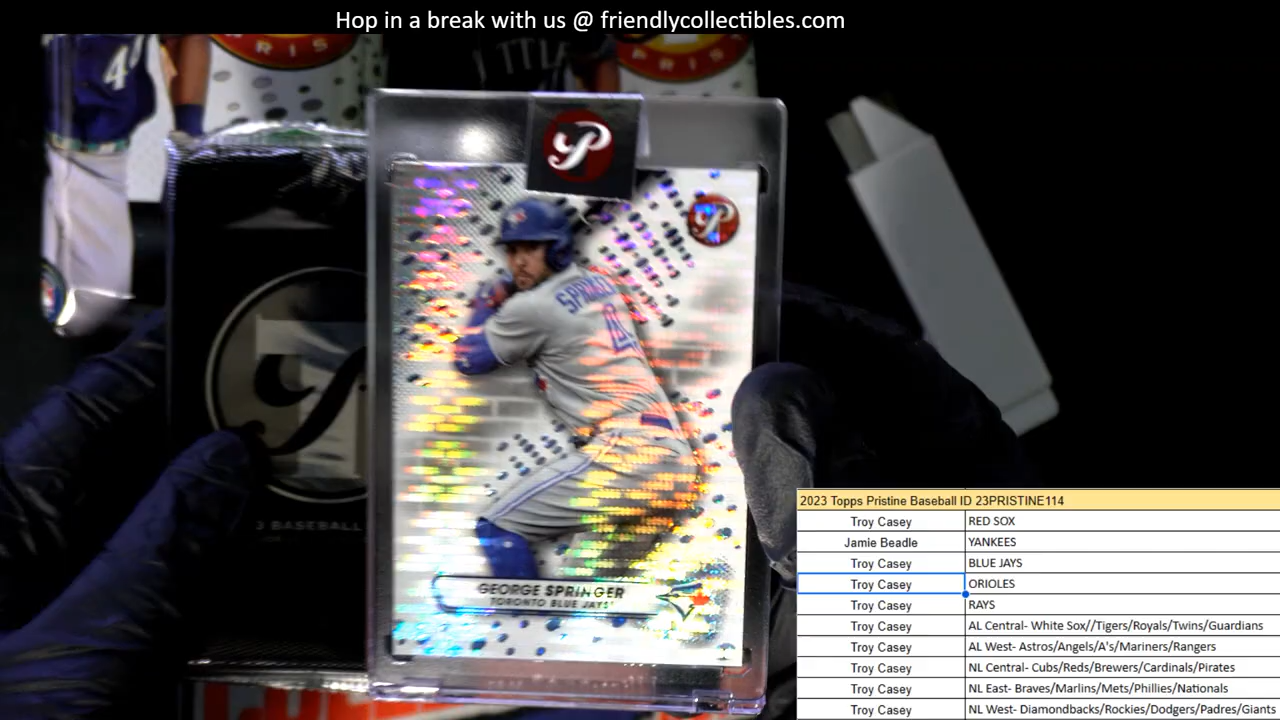 Hop in a break with us @ friendlycollectibles.com
P
P
SPRINGER
4
GEORGE SPRINGER
TORONTO BLUE JAYS
BASEBALL
2023 Topps Pristine Baseball ID 23PRISTINE114
Troy Casey RED SOX
Jamie Beadle YANKEES
Troy Casey BLUE JAYS
Troy Casey ORIOLES
Troy Casey RAYS
Troy Casey AL Central- White Sox//Tigers/Royals/Twins/Guardians
Troy Casey AL West- Astros/Angels/A's/Mariners/Rangers
Troy Casey NL Central- Cubs/Reds/Brewers/Cardinals/Pirates
Troy Casey NL East- Braves/Marlins/Mets/Phillies/Nationals
Troy Casey NL West- Diamondbacks/Rockies/Dodgers/Padres/Giants